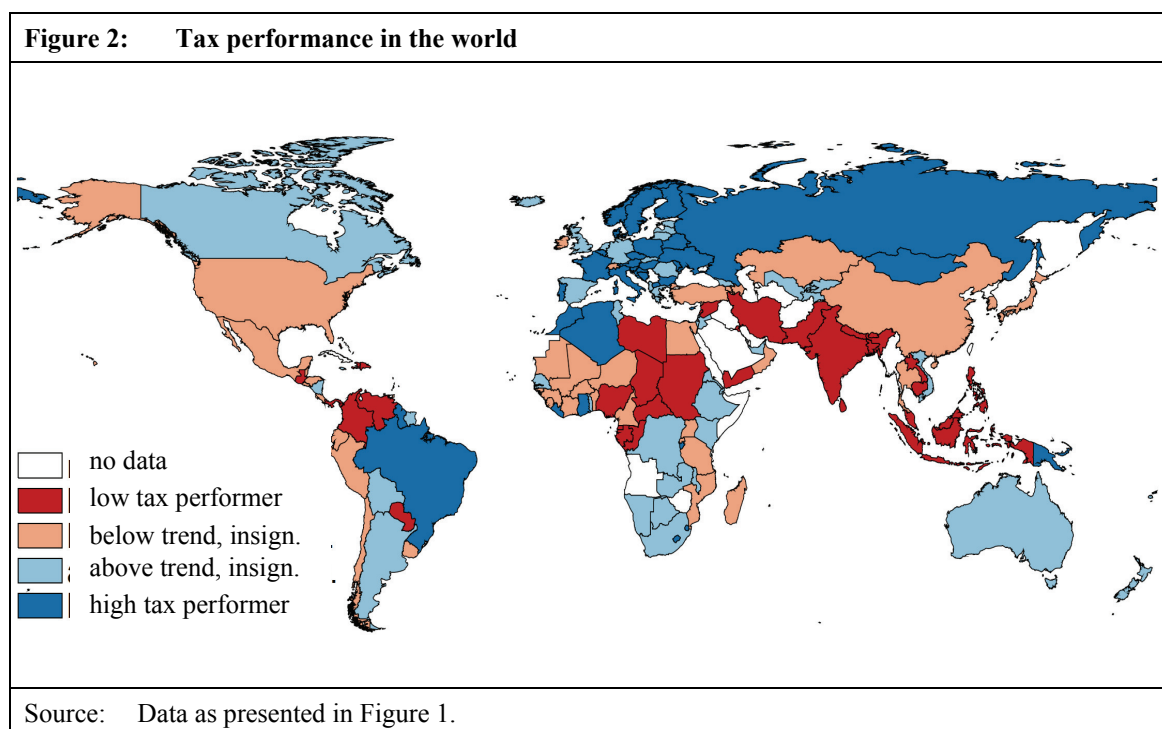 Figure 2: Tax performance in the world
no data
low tax performer
below trend, insign.
above trend, insign.
high tax performer
Source: Data as presented in Figure 1.